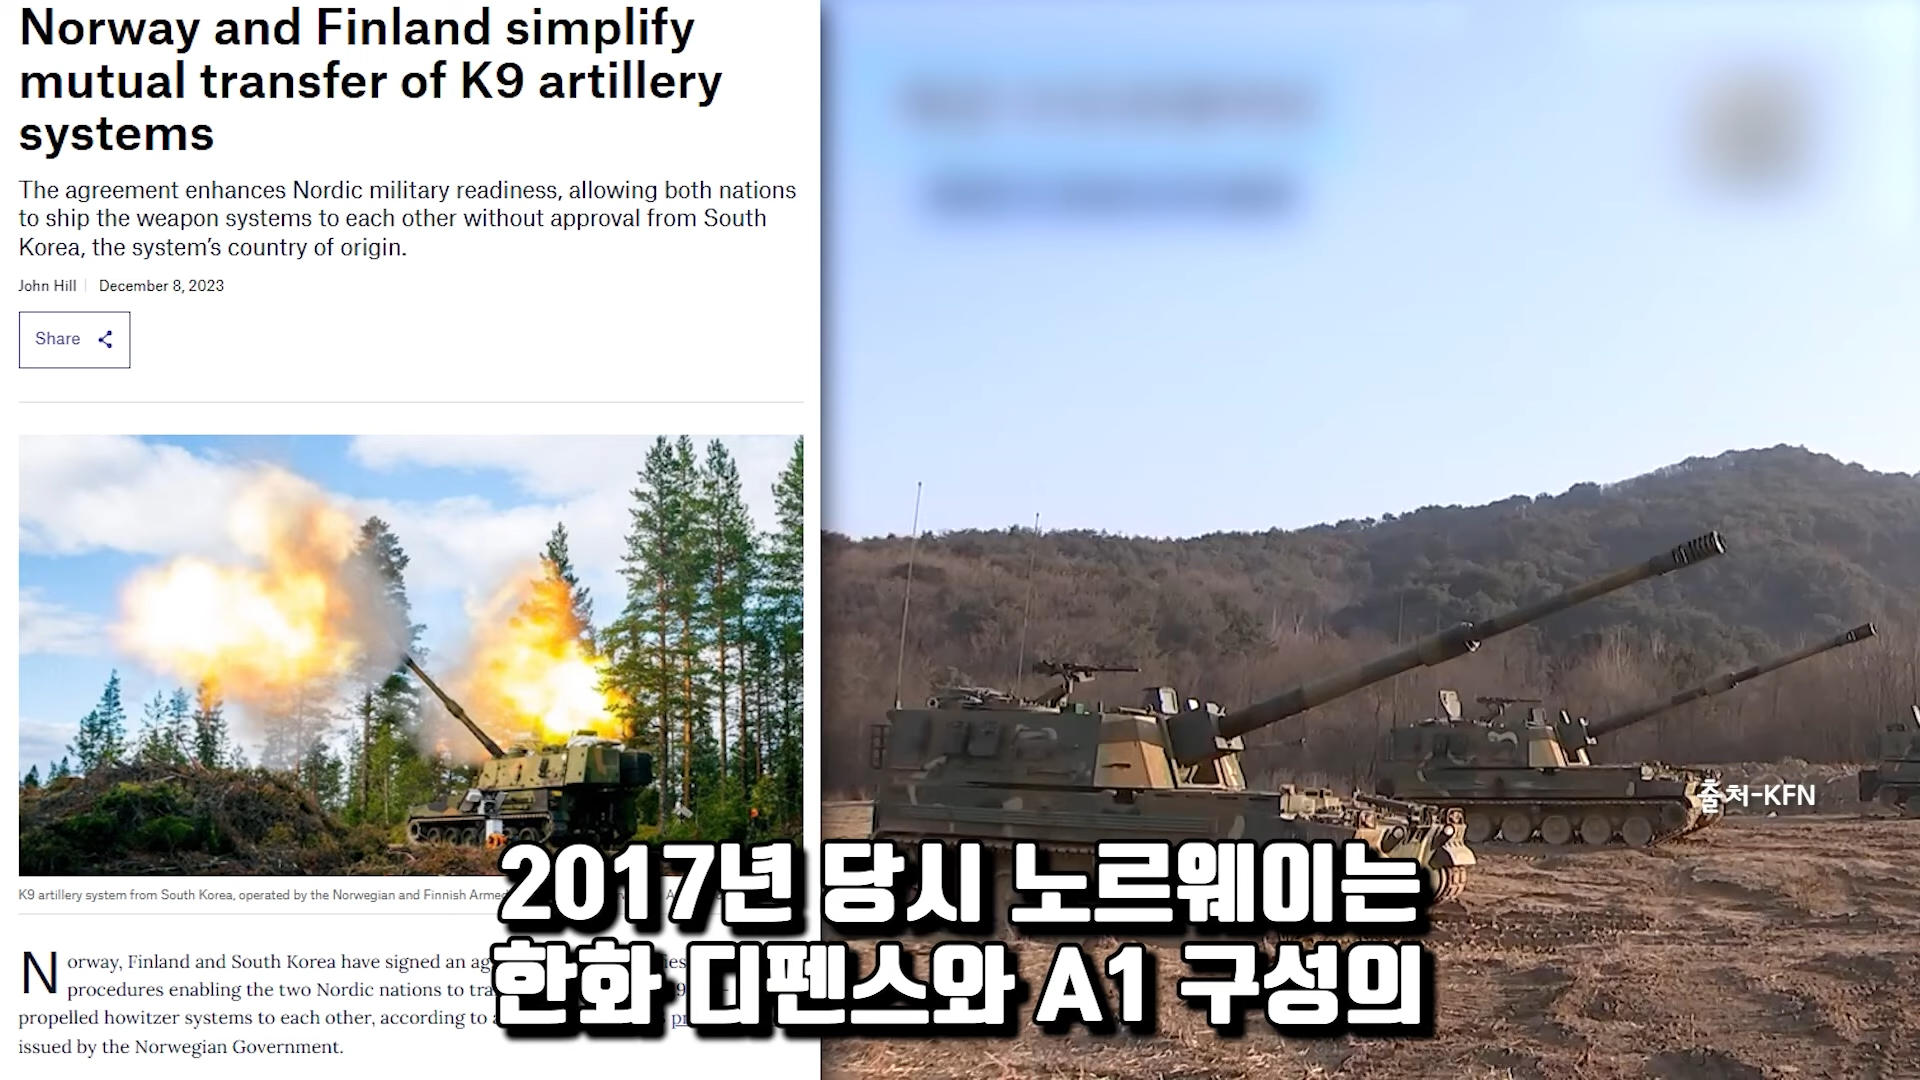 Norway and Finland simplify
mutual transfer of K9 artillery
systems
The agreement enhances Nordic military readiness, allowing both nations
to ship the weapon systems to each other without approval from South
Korea, the system's country of origin.
John Hill
December 8, 2023
Share
K9 artillery system from South Korea, operated by the Norwegian and Finnish
Norway, Finland and South Korea have signed an
procedures enabling the two Nordic nations to
propelled howitzer systems to each other, according to
issued by the Norwegian Government.
출처-KFN
2017년 당시 노르웨이는
한화 디펜스와 A1 구성의